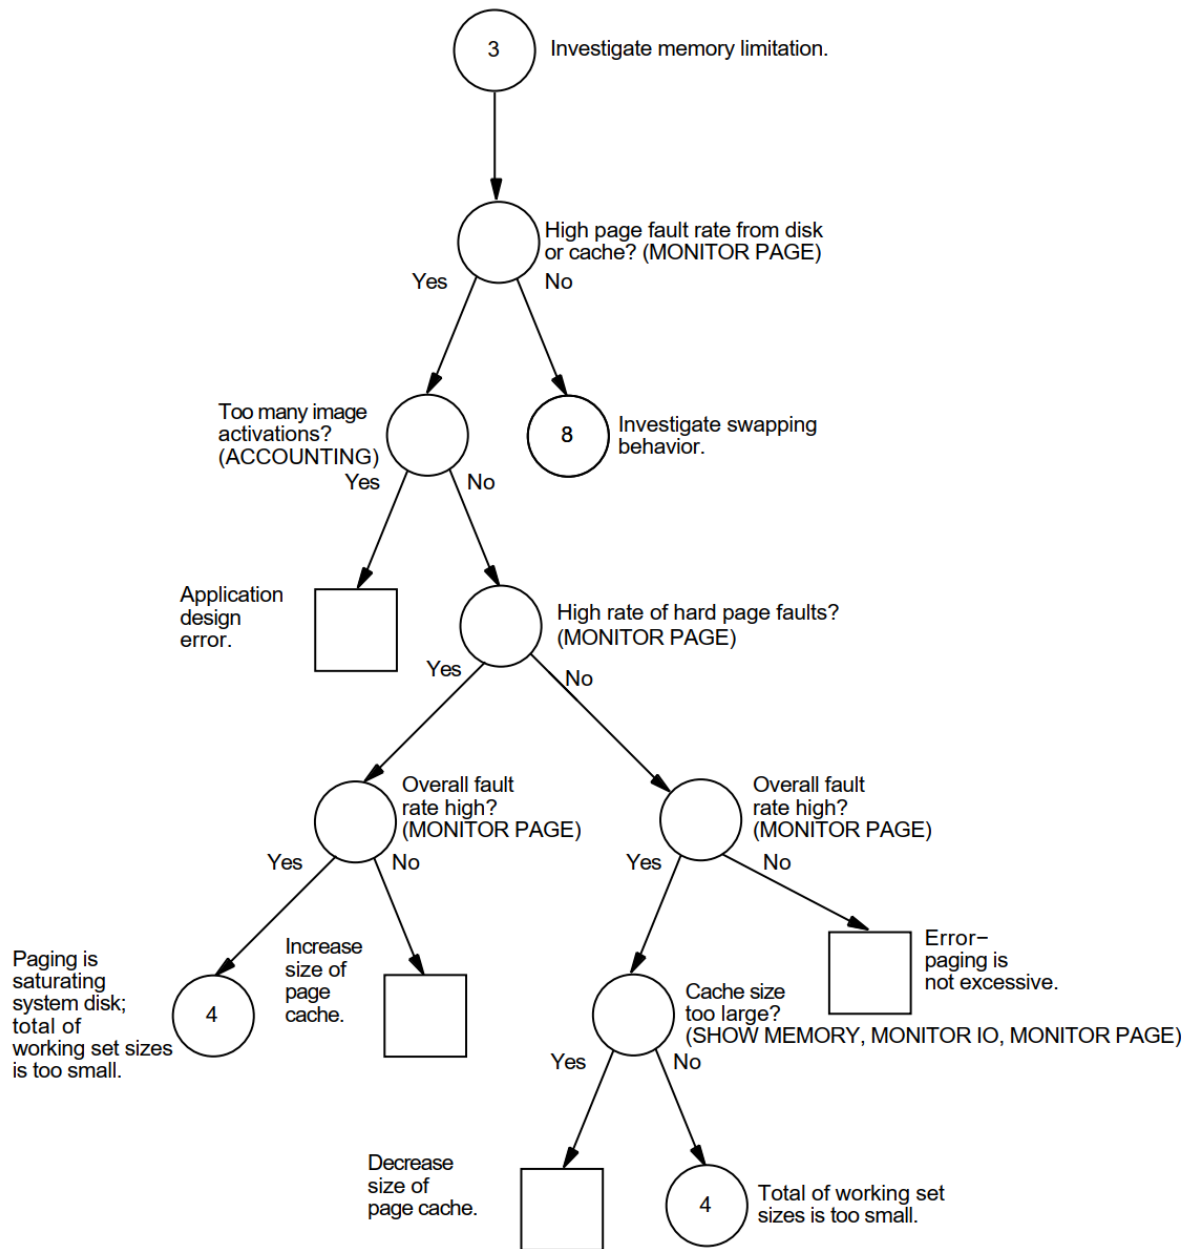 3
Investigate memory limitation.
High page fault rate from disk
or cache? (MONITOR PAGE)
Yes
No
Too many image
activations?
(ACCOUNTING)
8
Investigate swapping
behavior.
Yes
No
Application
design
error.
High rate of hard page faults?
(MONITOR PAGE)
Yes
No
Overall fault
rate high?
(MONITOR PAGE)
Overall fault
rate high?
(MONITOR PAGE)
Yes
No
Yes
No
Paging is
saturating
system disk;
total of
working set sizes
is too small.
4
Increase
size of
page
cache.
Error–
paging is
not excessive.
Cache size
too large?
(SHOW MEMORY, MONITOR IO, MONITOR PAGE)
Yes
No
Decrease
size of
page cache.
4
Total of working set
sizes is too small.